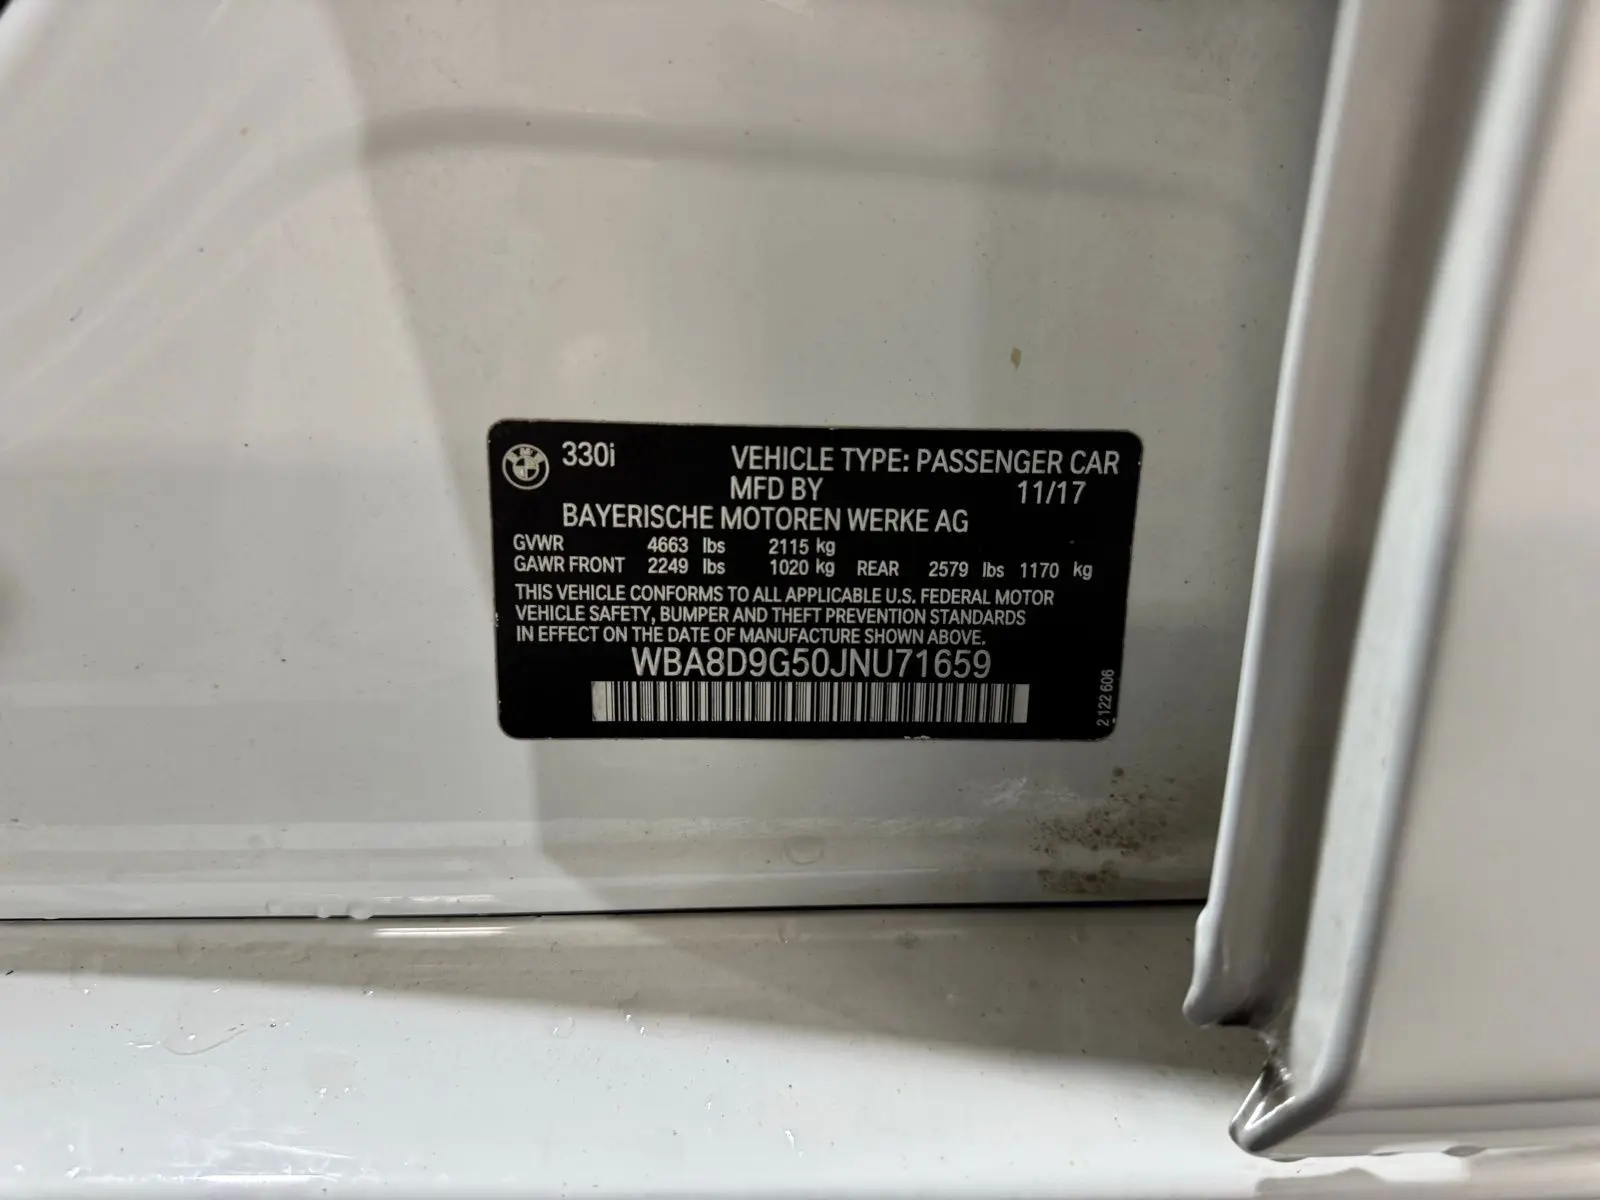 BMW 330i VEHICLE TYPE: PASSENGER CAR
MFD BY 11/17
BAYERISCHE MOTOREN WERKE AG
GVWR 4663 lbs 2115 kg
GAWR FRONT 2249 lbs 1020 kg REAR 2579 lbs 1170 kg
THIS VEHICLE CONFORMS TO ALL APPLICABLE U.S. FEDERAL MOTOR
VEHICLE SAFETY, BUMPER AND THEFT PREVENTION STANDARDS
IN EFFECT ON THE DATE OF MANUFACTURE SHOWN ABOVE.
WBA8D9G50JNU71659
2 122 606